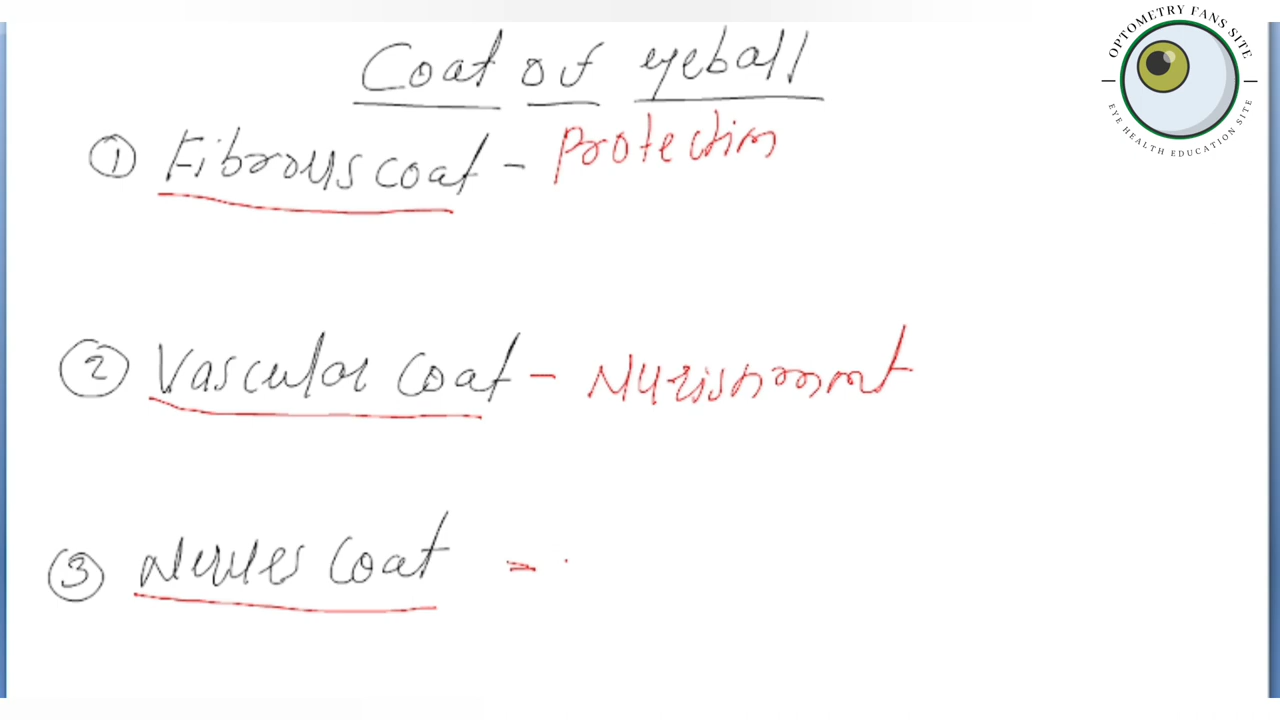 Coat of eyeball
OPTOMETRY FANS SITE
EYE HEALTH EDUCATION SITE
① Fibrous coat - Protection
② Vascular coat - Nurishment
③ Nerves coat -